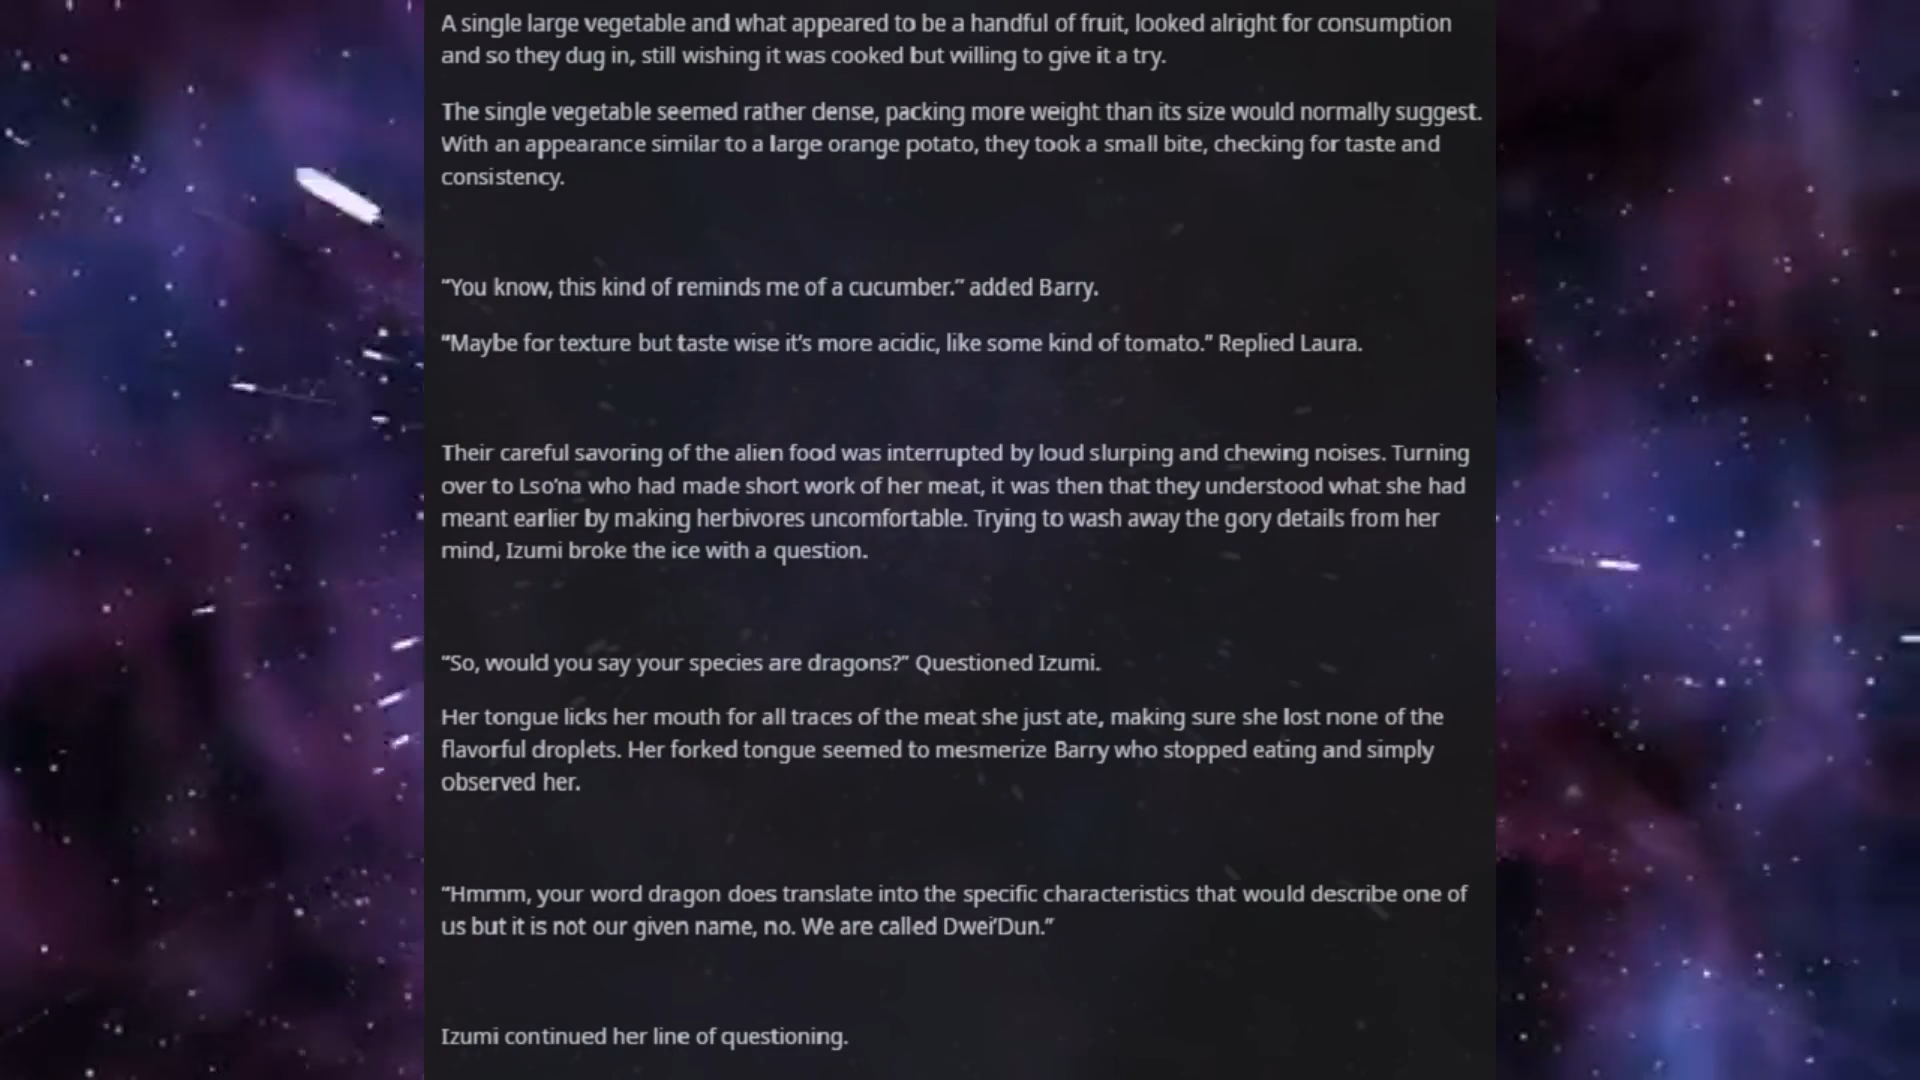 A single large vegetable and what appeared to be a handful of fruit, looked alright for consumption
and so they dug in, still wishing it was cooked but willing to give it a try.
The single vegetable seemed rather dense, packing more weight than its size would normally suggest.
With an appearance similar to a large orange potato, they took a small bite, checking for taste and
consistency.
“You know, this kind of reminds me of a cucumber.” added Barry.
“Maybe for texture but taste wise it’s more acidic, like some kind of tomato.” Replied Laura.
Their careful savoring of the alien food was interrupted by loud slurping and chewing noises. Turning
over to Lso’na who had made short work of her meat, it was then that they understood what she had
meant earlier by making herbivores uncomfortable. Trying to wash away the gory details from her
mind, Izumi broke the ice with a question.
“So, would you say your species are dragons?” Questioned Izumi.
Her tongue licks her mouth for all traces of the meat she just ate, making sure she lost none of the
flavorful droplets. Her forked tongue seemed to mesmerize Barry who stopped eating and simply
observed her.
“Hmmm, your word dragon does translate into the specific characteristics that would describe one of
us but it is not our given name, no. We are called Dwei’Dun.”
Izumi continued her line of questioning.